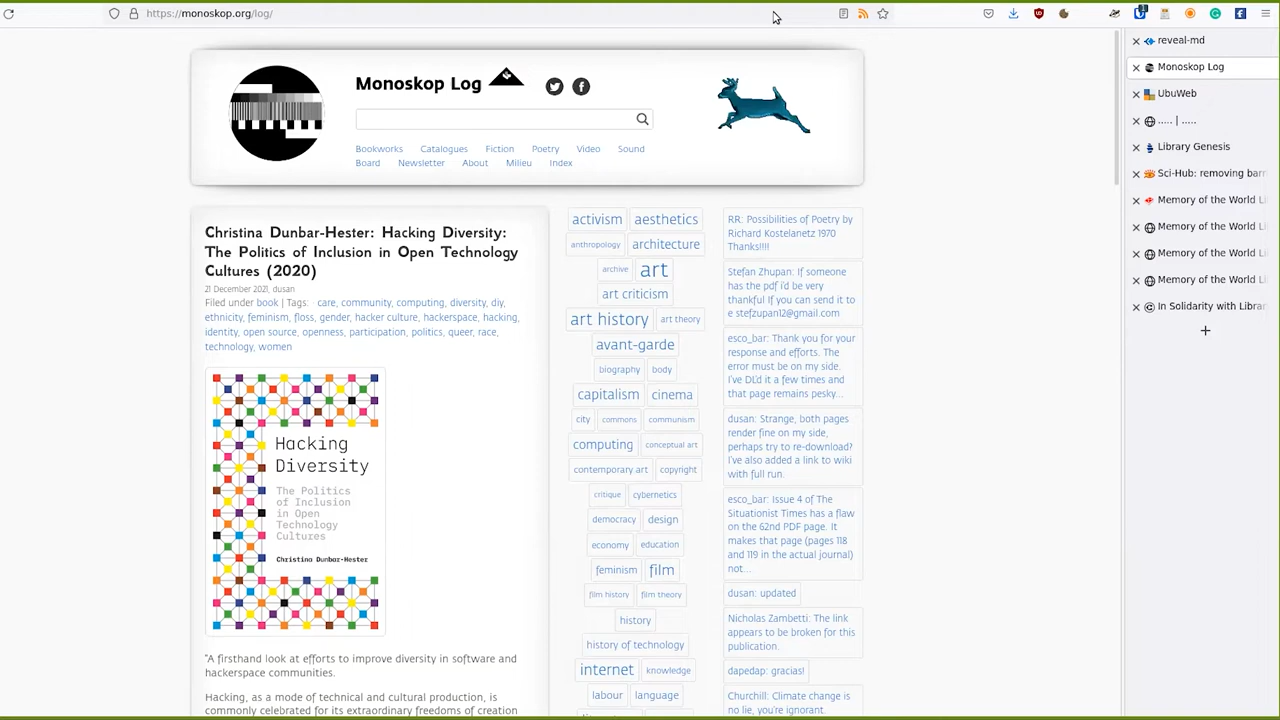 https://monoskop.org/log/
Monoskop Log
Bookworks Catalogues Fiction Poetry Video Sound
Board Newsletter About Milieu Index
Christina Dunbar-Hester: Hacking Diversity:
The Politics of Inclusion in Open Technology
Cultures (2020)
21 December 2021, dusan
Filed under book | Tags: care, community, computing, diversity, diy,
ethnicity, feminism, floss, gender, hacker culture, hackerspace, hacking,
identity, open source, openness, participation, politics, queer, race,
technology, women
Hacking
Diversity
The Politics
of Inclusion
in Open
Technology
Cultures
Christina Dunbar-Hester
"A firsthand look at efforts to improve diversity in software and
hackerspace communities.
Hacking, as a mode of technical and cultural production, is
commonly celebrated for its extraordinary freedoms of creation
activism aesthetics
anthropology architecture
archive art
art criticism
art history art theory
avant-garde
biography body
capitalism cinema
city commons communism
computing conceptual art
contemporary art copyright
critique cybernetics
democracy design
economy education
feminism film
film history film theory
history
history of technology
internet knowledge
labour language
RR: Possibilities of Poetry by
Richard Kostelanetz 1970
Thanks!!!!
Stefan Zhupan: If someone
has the pdf i'd be very
thankful If you can send it to
e stefzupan12@gmail.com
esco_bar: Thank you for your
response and efforts. The
error must be on my side.
I've DL'd it a few times and
that page remains pesky...
dusan: Strange, both pages
render fine on my side,
perhaps try to re-download?
I've also added a link to wiki
with full run.
esco_bar: Issue 4 of The
Situationist Times has a flaw
on the 62nd PDF page. It
makes that page (pages 118
and 119 in the actual journal)
not...
dusan: updated
Nicholas Zambetti: The link
appears to be broken for this
publication.
dapedap: gracias!
Churchill: Climate change is
no lie, you're ignorant.
reveal-md
Monoskop Log
UbuWeb
..... | .....
Library Genesis
Sci-Hub: removing barr
Memory of the World Li
Memory of the World Li
Memory of the World Li
Memory of the World Li
In Solidarity with Librar